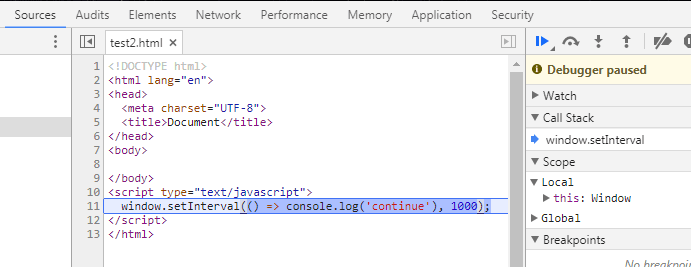 Sources Audits Elements Network Performance Memory Application Security
test2.html ×
1 <!DOCTYPE html>
2 <html lang="en">
3 <head>
4   <meta charset="UTF-8">
5   <title>Document</title>
6 </head>
7 <body>
8
9 </body>
10 <script type="text/javascript">
11   window.setInterval(() => console.log('continue'), 1000);
12 </script>
13 </html>
Debugger paused
Watch
Call Stack
window.setInterval
Scope
Local
this: Window
Global
Breakpoints
No